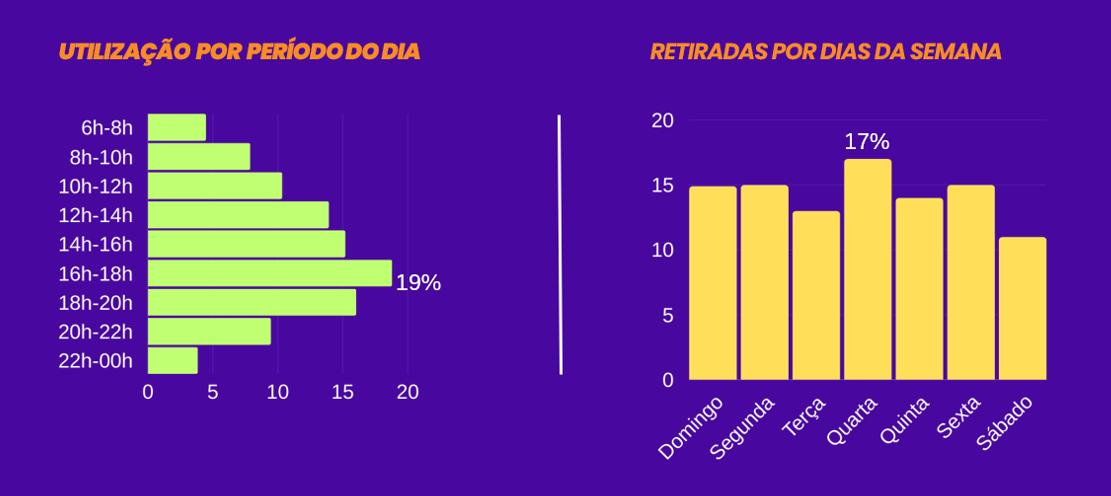 UTILIZAÇÃO POR PERÍODO DO DIA
6h-8h
8h-10h
10h-12h
12h-14h
14h-16h
16h-18h
19%
18h-20h
20h-22h
22h-00h
0 5 10 15 20
RETIRADAS POR DIAS DA SEMANA
20
17%
15
10
5
0
Domingo
Segunda
Terça
Quarta
Quinta
Sexta
Sábado